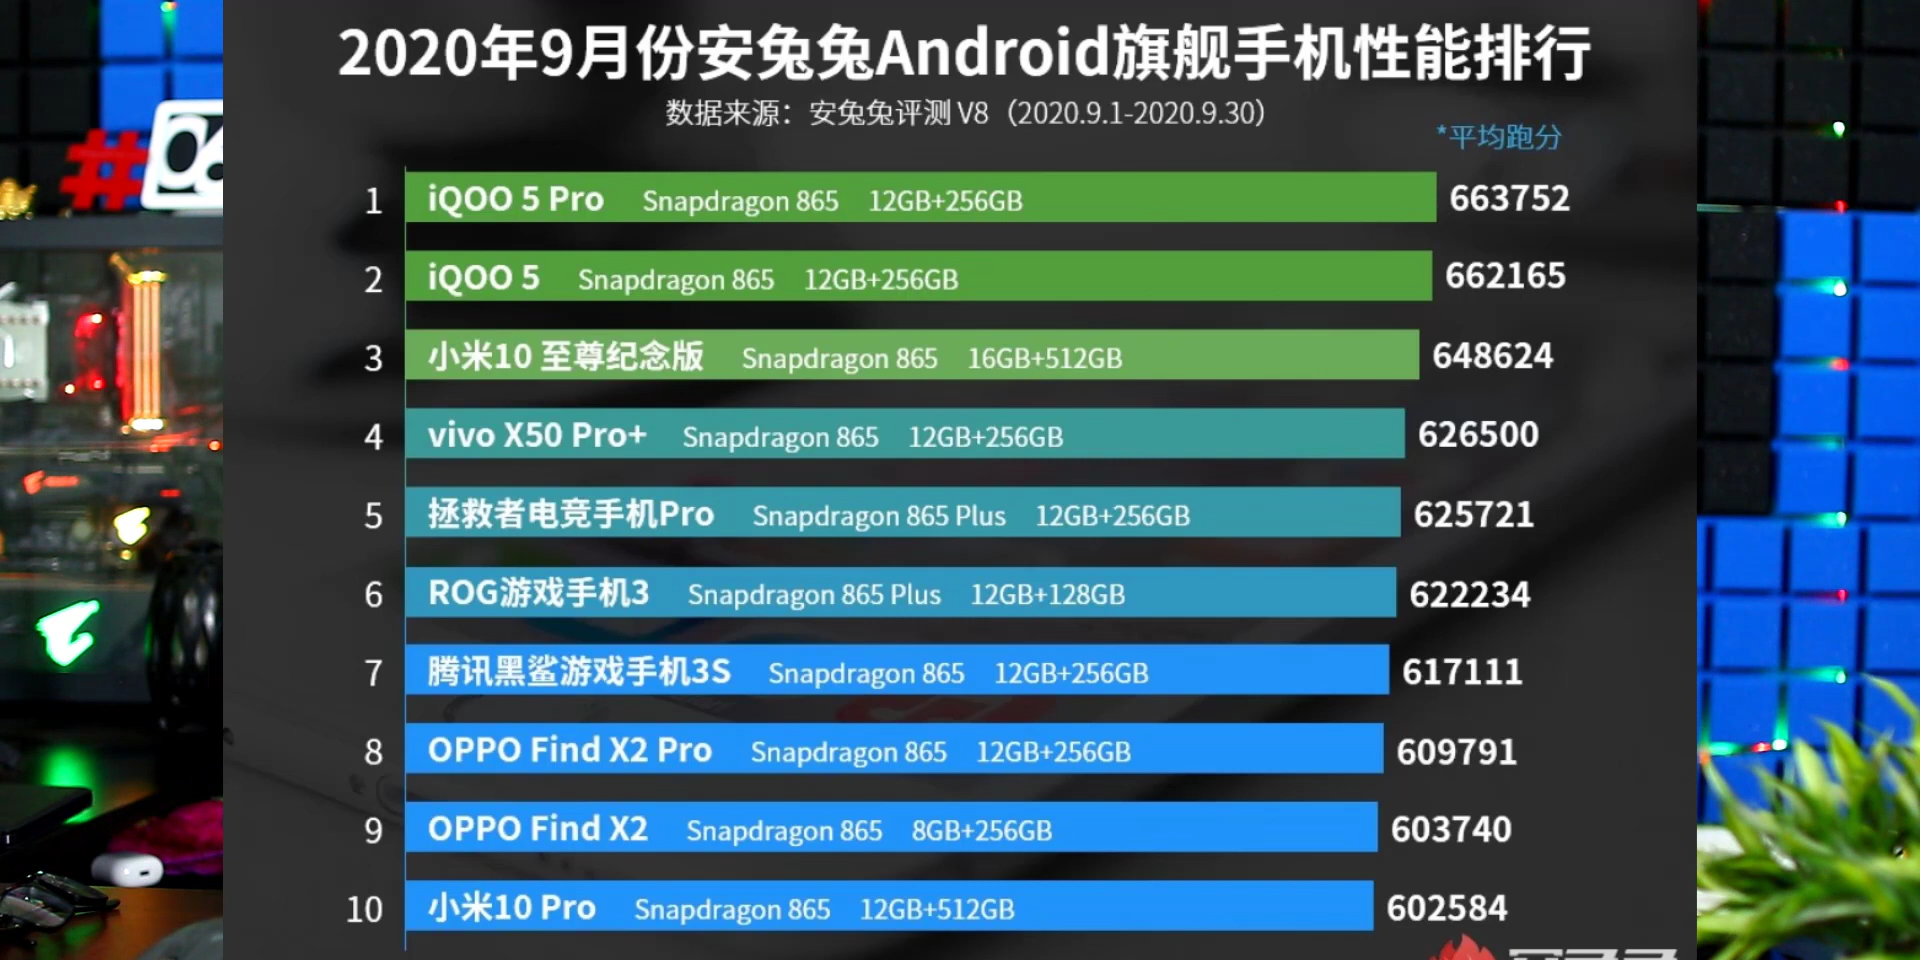 2020年9月份安兔兔Android旗舰手机性能排行
数据来源：安兔兔评测 V8（2020.9.1-2020.9.30）
*平均跑分
1 iQOO 5 Pro Snapdragon 865 12GB+256GB 663752
2 iQOO 5 Snapdragon 865 12GB+256GB 662165
3 小米10 至尊纪念版 Snapdragon 865 16GB+512GB 648624
4 vivo X50 Pro+ Snapdragon 865 12GB+256GB 626500
5 拯救者电竞手机Pro Snapdragon 865 Plus 12GB+256GB 625721
6 ROG游戏手机3 Snapdragon 865 Plus 12GB+128GB 622234
7 腾讯黑鲨游戏手机3S Snapdragon 865 12GB+256GB 617111
8 OPPO Find X2 Pro Snapdragon 865 12GB+256GB 609791
9 OPPO Find X2 Snapdragon 865 8GB+256GB 603740
10 小米10 Pro Snapdragon 865 12GB+512GB 602584